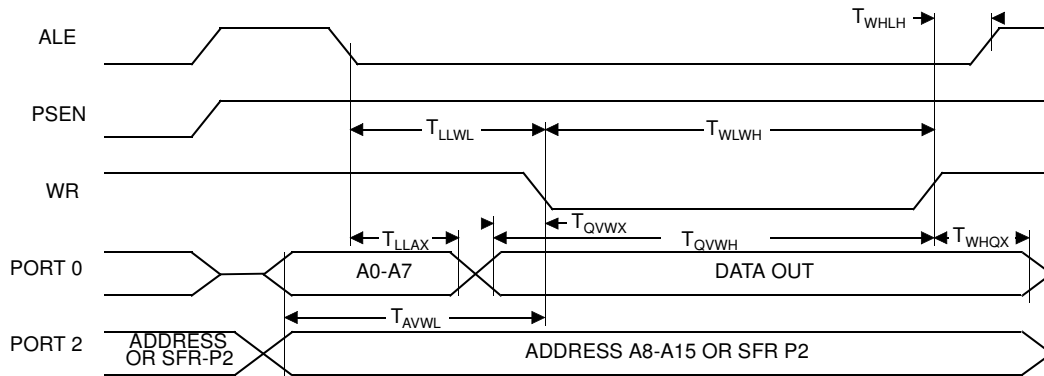 ALE
T_WHLH
PSEN
T_LLWL
T_WLWH
WR
T_QVWX
T_LLAX
T_QVWH
T_WHQX
PORT 0
A0-A7
DATA OUT
T_AVWL
PORT 2
ADDRESS
OR SFR-P2
ADDRESS A8-A15 OR SFR P2